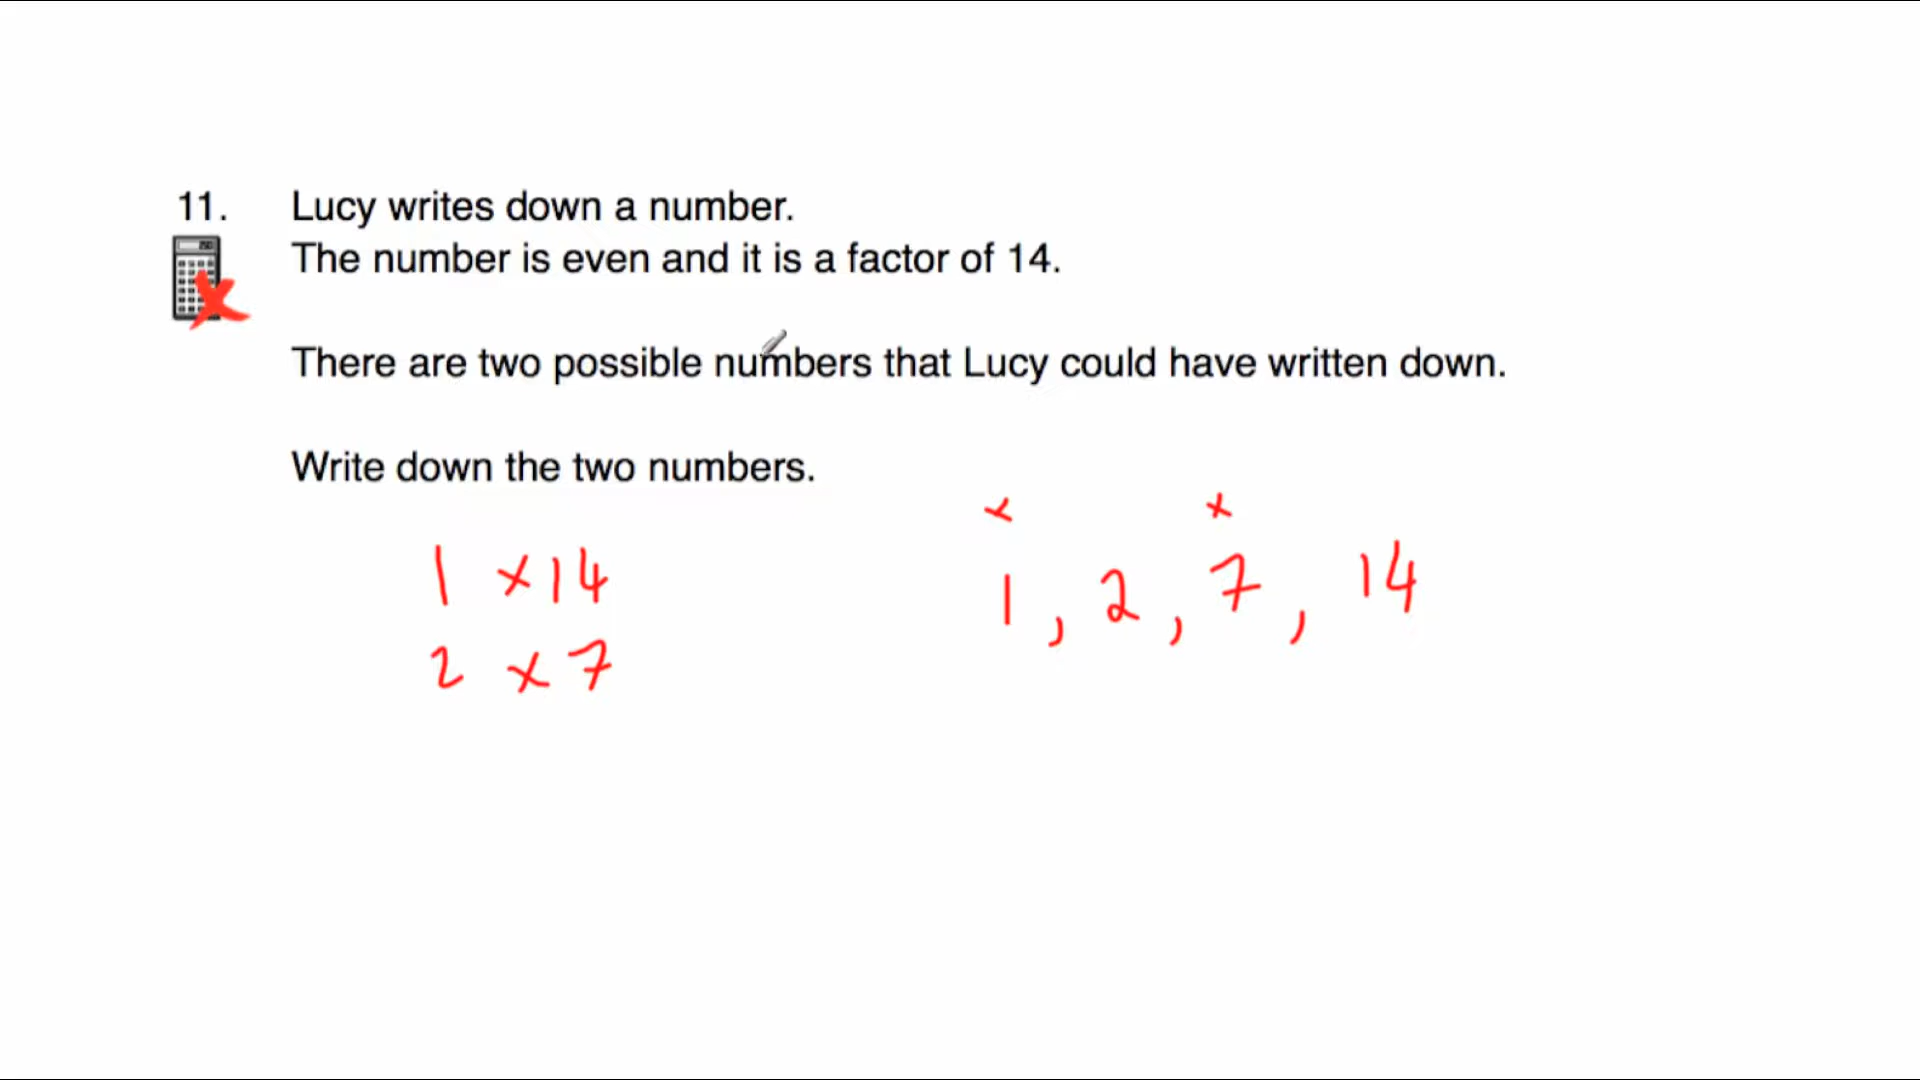 11. Lucy writes down a number.
The number is even and it is a factor of 14.
There are two possible numbers that Lucy could have written down.
Write down the two numbers.
x x
1 x 14
1, 2, 7, 14
2 x 7